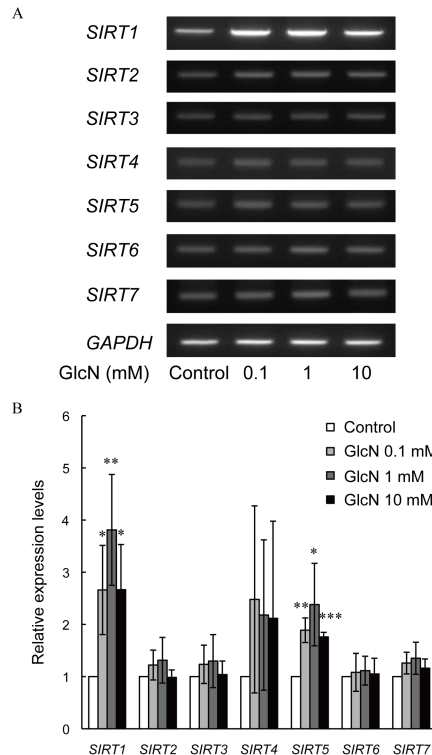 A
SIRT1
SIRT2
SIRT3
SIRT4
SIRT5
SIRT6
SIRT7
GAPDH
GlcN (mM) Control 0.1 1 10
B
Relative expression levels
6
5
4
3
2
1
0
Control
GlcN 0.1 mM
GlcN 1 mM
GlcN 10 mM
* ** *
** * ***
SIRT1 SIRT2 SIRT3 SIRT4 SIRT5 SIRT6 SIRT7